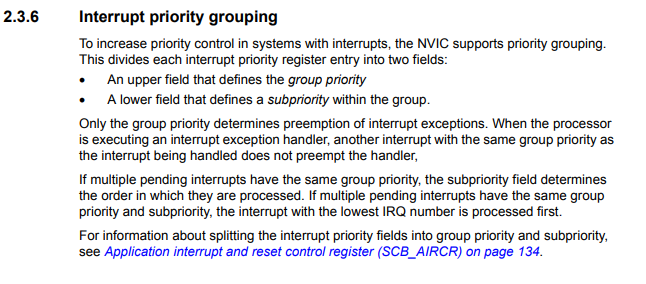 2.3.6 Interrupt priority grouping
To increase priority control in systems with interrupts, the NVIC supports priority grouping.
This divides each interrupt priority register entry into two fields:
• An upper field that defines the group priority
• A lower field that defines a subpriority within the group.
Only the group priority determines preemption of interrupt exceptions. When the processor
is executing an interrupt exception handler, another interrupt with the same group priority as
the interrupt being handled does not preempt the handler,
If multiple pending interrupts have the same group priority, the subpriority field determines
the order in which they are processed. If multiple pending interrupts have the same group
priority and subpriority, the interrupt with the lowest IRQ number is processed first.
For information about splitting the interrupt priority fields into group priority and subpriority,
see Application interrupt and reset control register (SCB_AIRCR) on page 134.